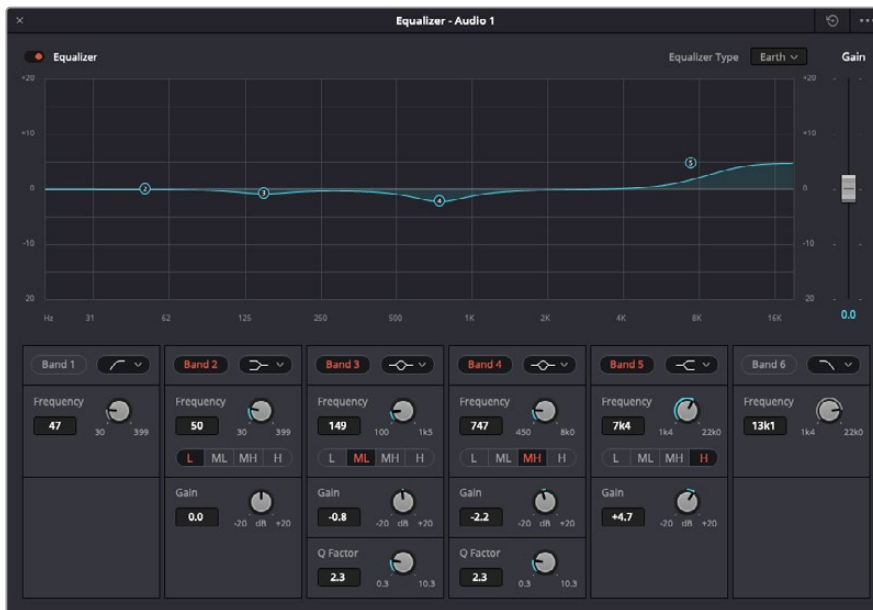 Equalizer - Audio 1
Equalizer
Equalizer Type Earth Gain
+20 +20
+10 +10
0 0
-10 -10
20 20
Hz 31 62 125 250 500 1K 2K 4K 8K 16K 0.0
2 3 4 5
Band 1 Band 2 Band 3 Band 4 Band 5 Band 6
Frequency Frequency Frequency Frequency Frequency Frequency
47 30 399 50 30 399 149 100 1k5 747 450 8k0 7k4 1k4 22k0 13k1 1k4 22k0
L ML MH H L ML MH H L ML MH H L ML MH H
Gain Gain Gain Gain
0.0 -20 dB +20 -0.8 -20 dB +20 -2.2 -20 dB +20 +4.7 -20 dB +20
Q Factor Q Factor
2.3 0.3 10.3 2.3 0.3 10.3